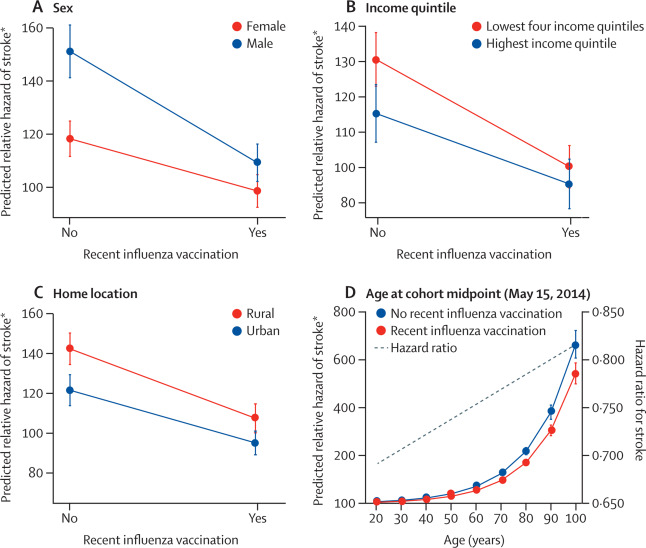 A Sex
Female
Male
Predicted relative hazard of stroke*
160
150
120
100
No
Yes
Recent influenza vaccination
B Income quintile
Lowest four income quintiles
Highest income quintile
Predicted relative hazard of stroke*
140
130
110
100
80
No
Yes
Recent influenza vaccination
C Home location
Rural
Urban
Predicted relative hazard of stroke*
160
140
120
100
80
No
Yes
Recent influenza vaccination
D Age at cohort midpoint (May 15, 2014)
No recent influenza vaccination
Recent influenza vaccination
Hazard ratio
Predicted relative hazard of stroke*
800
600
400
200
100
Hazard ratio for stroke
0·850
0·800
0·750
0·700
0·650
20 30 40 50 60 70 80 90 100
Age (years)